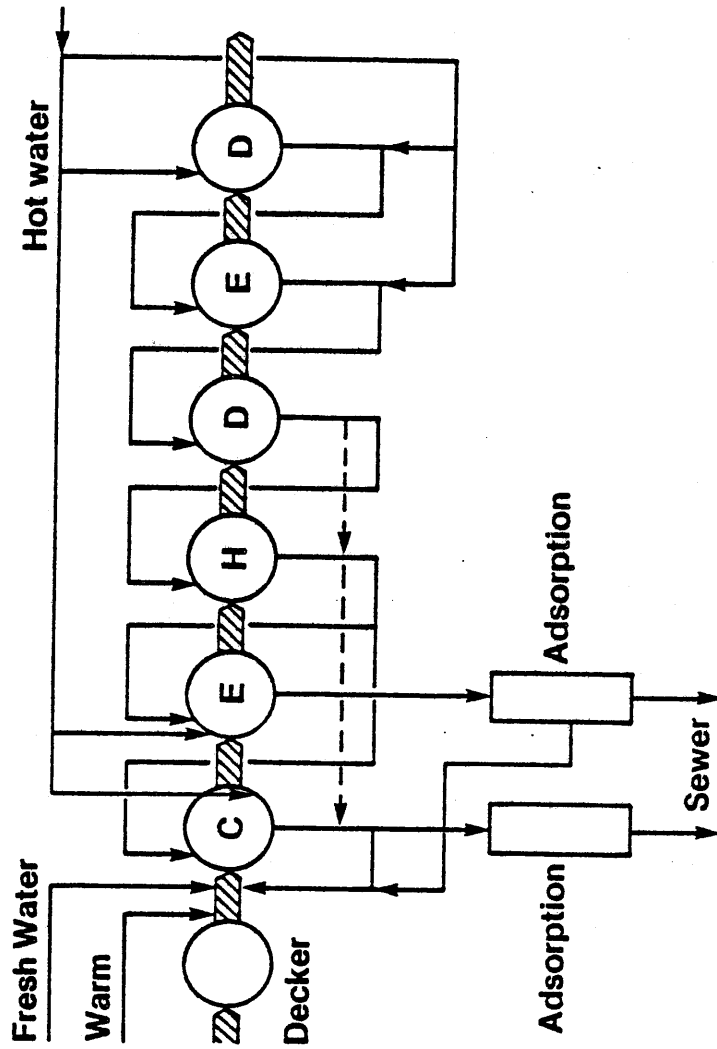 Fresh Water
Warm
Hot water
Decker
C
E
H
D
E
D
Adsorption
Adsorption
Sewer